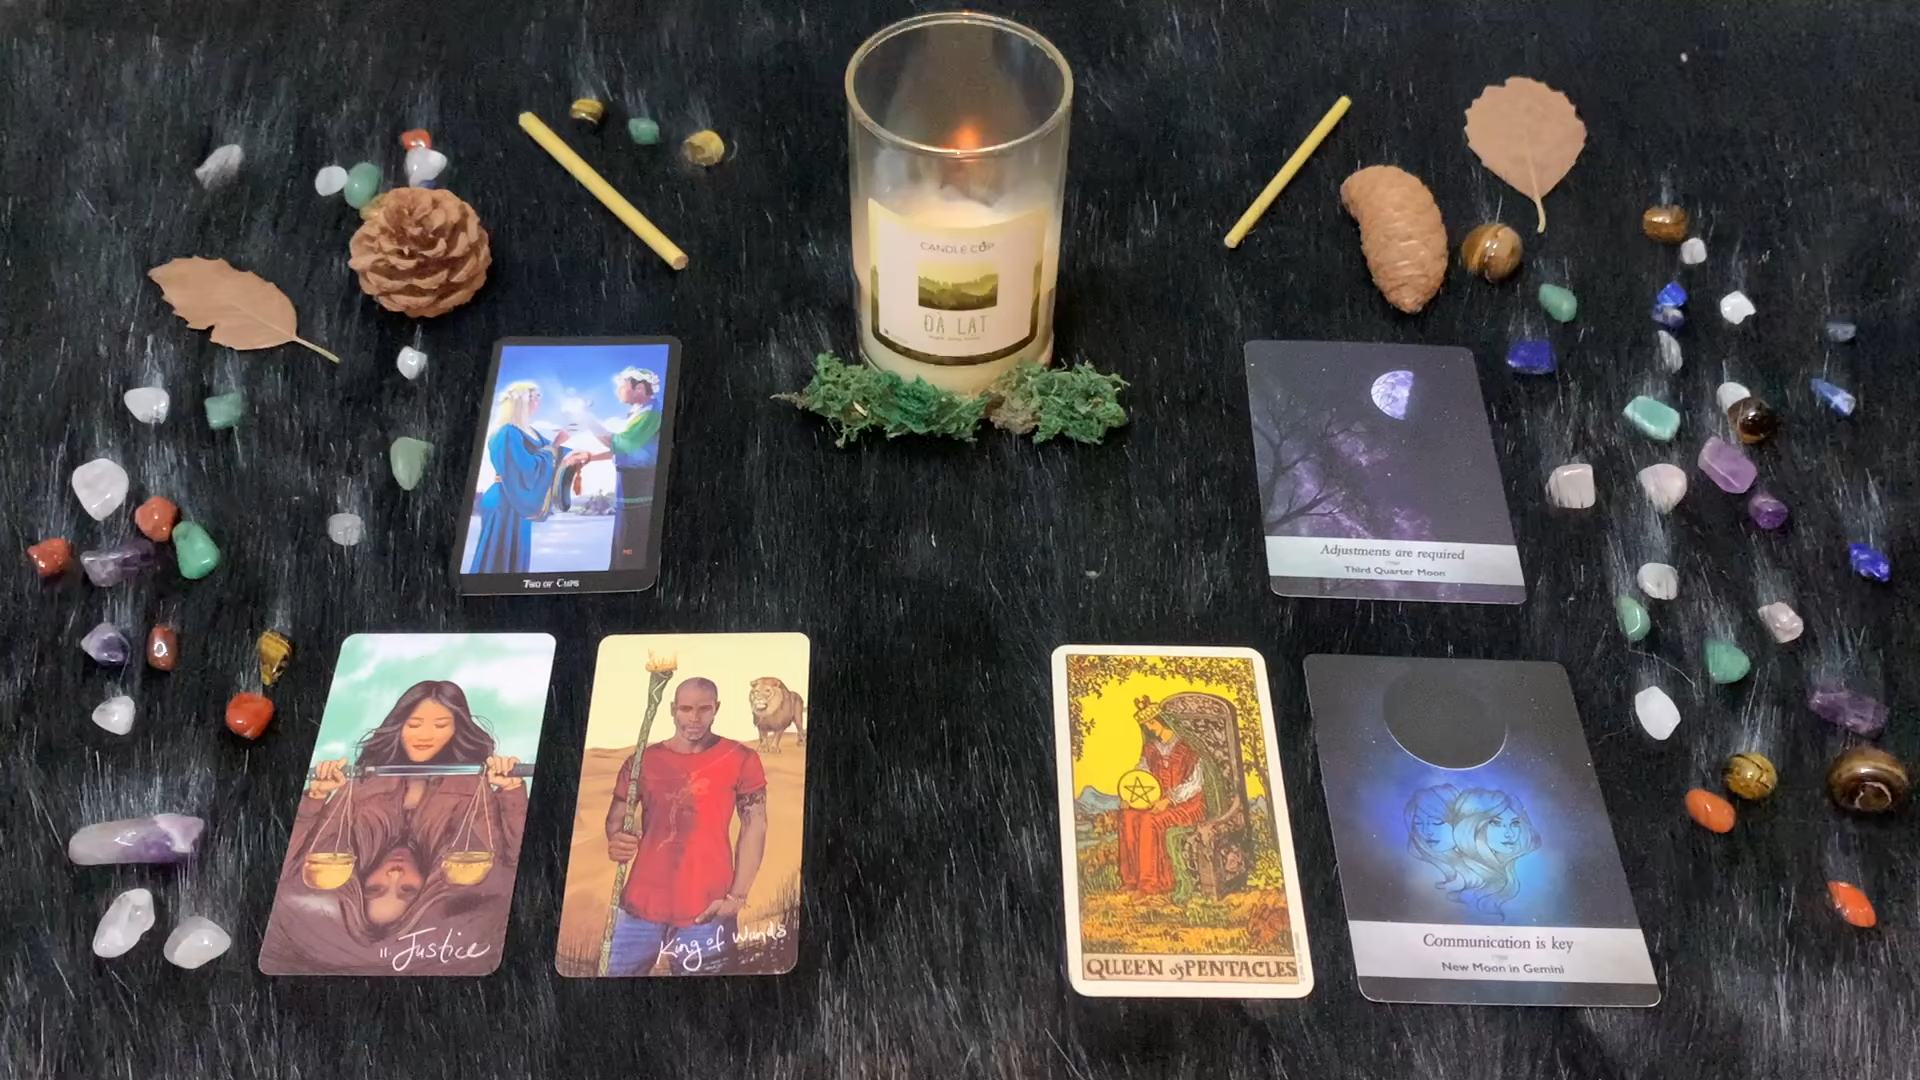 CANDLE CUP
ĐÀ LẠT
TWO OF CUPS
Adjustments are required
Third Quarter Moon
11. Justice
King of Wands
QUEEN of PENTACLES
Communication is key
New Moon in Gemini